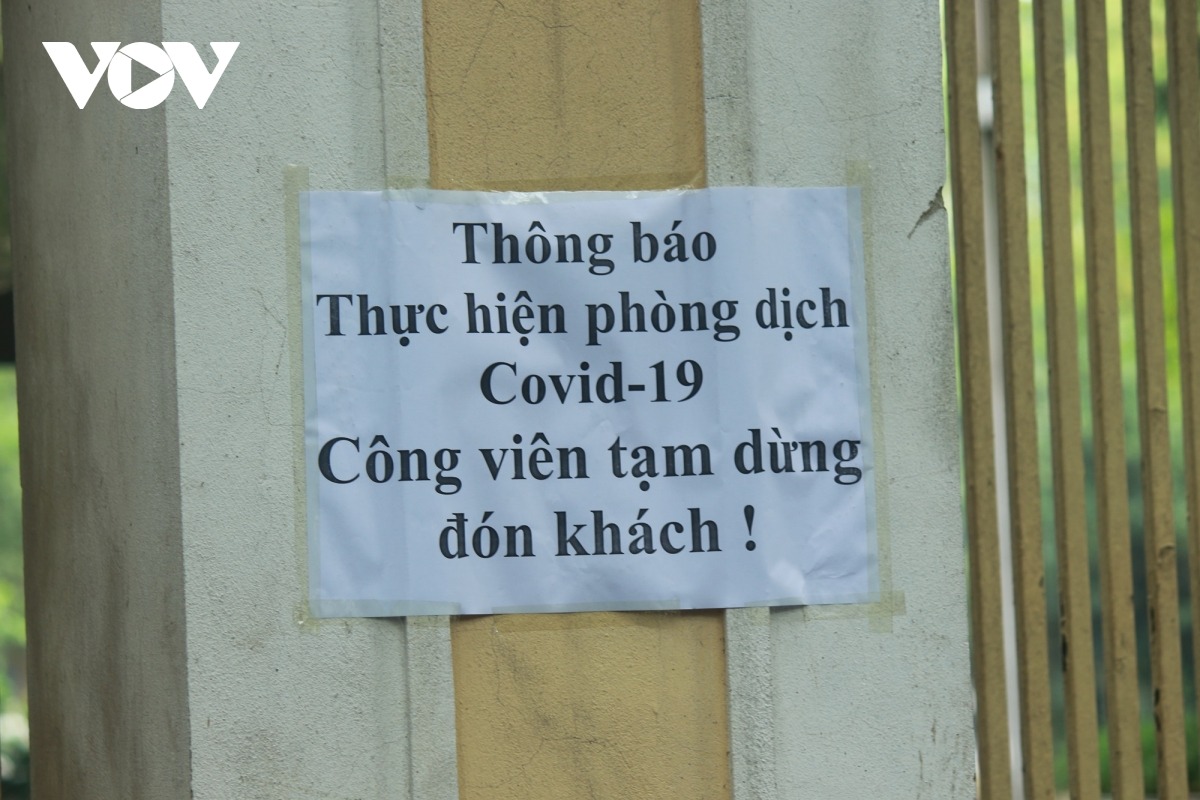 VOV
Thông báo
Thực hiện phòng dịch
Covid-19
Công viên tạm dừng
đón khách !